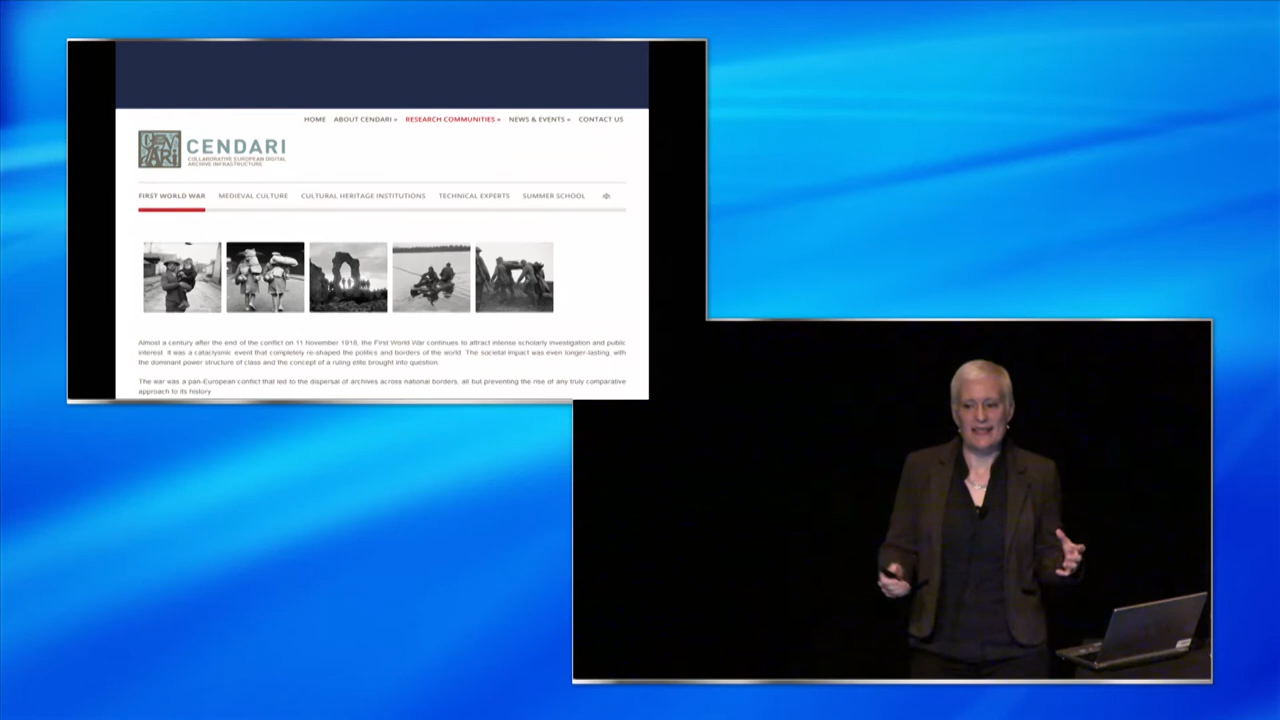 HOME ABOUT CENDARI » RESEARCH COMMUNITIES » NEWS & EVENTS » CONTACT US
CENDARI
COLLABORATIVE EUROPEAN DIGITAL
ARCHIVE INFRASTRUCTURE
FIRST WORLD WAR MEDIEVAL CULTURE CULTURAL HERITAGE INSTITUTIONS TECHNICAL EXPERTS SUMMER SCHOOL
Almost a century after the end of the conflict on 11 November 1918, the First World War continues to attract intense scholarly investigation and public
interest. It was a cataclysmic event that completely re-shaped the politics and borders of the world. The societal impact was even longer-lasting, with
the dominant power structure of class and the concept of a ruling elite brought into question.
The war was a pan-European conflict that led to the dispersal of archives across national borders, all but preventing the rise of any truly comparative
approach to its history.